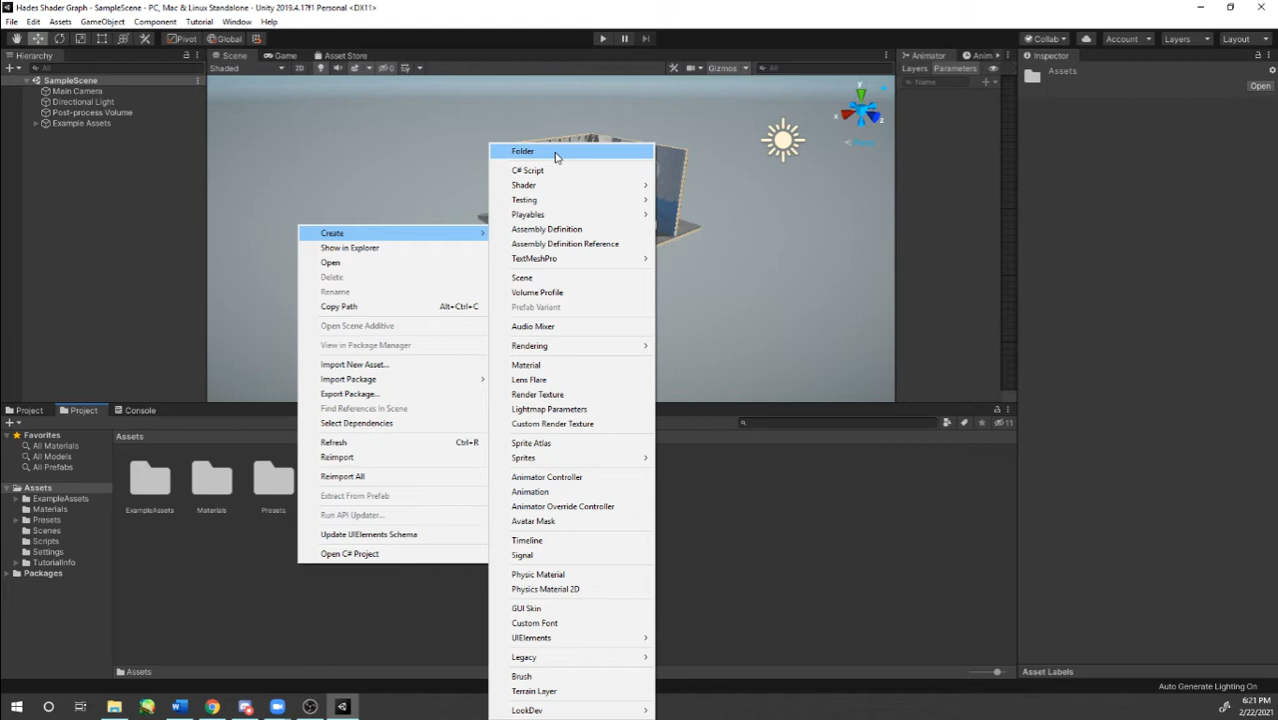 Hades Shader Graph - SampleScene - PC, Mac & Linux Standalone - Unity 2019.4.17f1 Personal <DX11>
File Edit Assets GameObject Component Tutorial Window Help
Pivot Global Collab Account Layers Layout
Hierarchy Scene Game Asset Store Animator Anim Inspector
All Shaded 2D 0 Gizmos All Layers Parameters Assets
Name Open
SampleScene
Main Camera
Directional Light
Post-process Volume
Example Assets
y
x
z
Persp
Create
Show in Explorer
Open
Delete
Rename
Copy Path Alt+Ctrl+C
Open Scene Additive
View in Package Manager
Import New Asset...
Import Package
Export Package...
Find References In Scene
Select Dependencies
Refresh Ctrl+R
Reimport
Reimport All
Extract From Prefab
Run API Updater...
Update UIElements Schema
Open C# Project
Folder
C# Script
Shader
Testing
Playables
Assembly Definition
Assembly Definition Reference
TextMeshPro
Scene
Volume Profile
Prefab Variant
Audio Mixer
Rendering
Material
Lens Flare
Render Texture
Lightmap Parameters
Custom Render Texture
Sprite Atlas
Sprites
Animator Controller
Animation
Animator Override Controller
Avatar Mask
Timeline
Signal
Physic Material
Physics Material 2D
GUI Skin
Custom Font
UIElements
Legacy
Brush
Terrain Layer
LookDev
Project Project Console
11
Favorites
All Materials
All Models
All Prefabs
Assets
ExampleAssets
Materials
Presets
Scenes
Scripts
Settings
TutorialInfo
Packages
Assets
ExampleAssets Materials Presets
Assets
Asset Labels
Auto Generate Lighting On
6:21 PM
2/22/2021